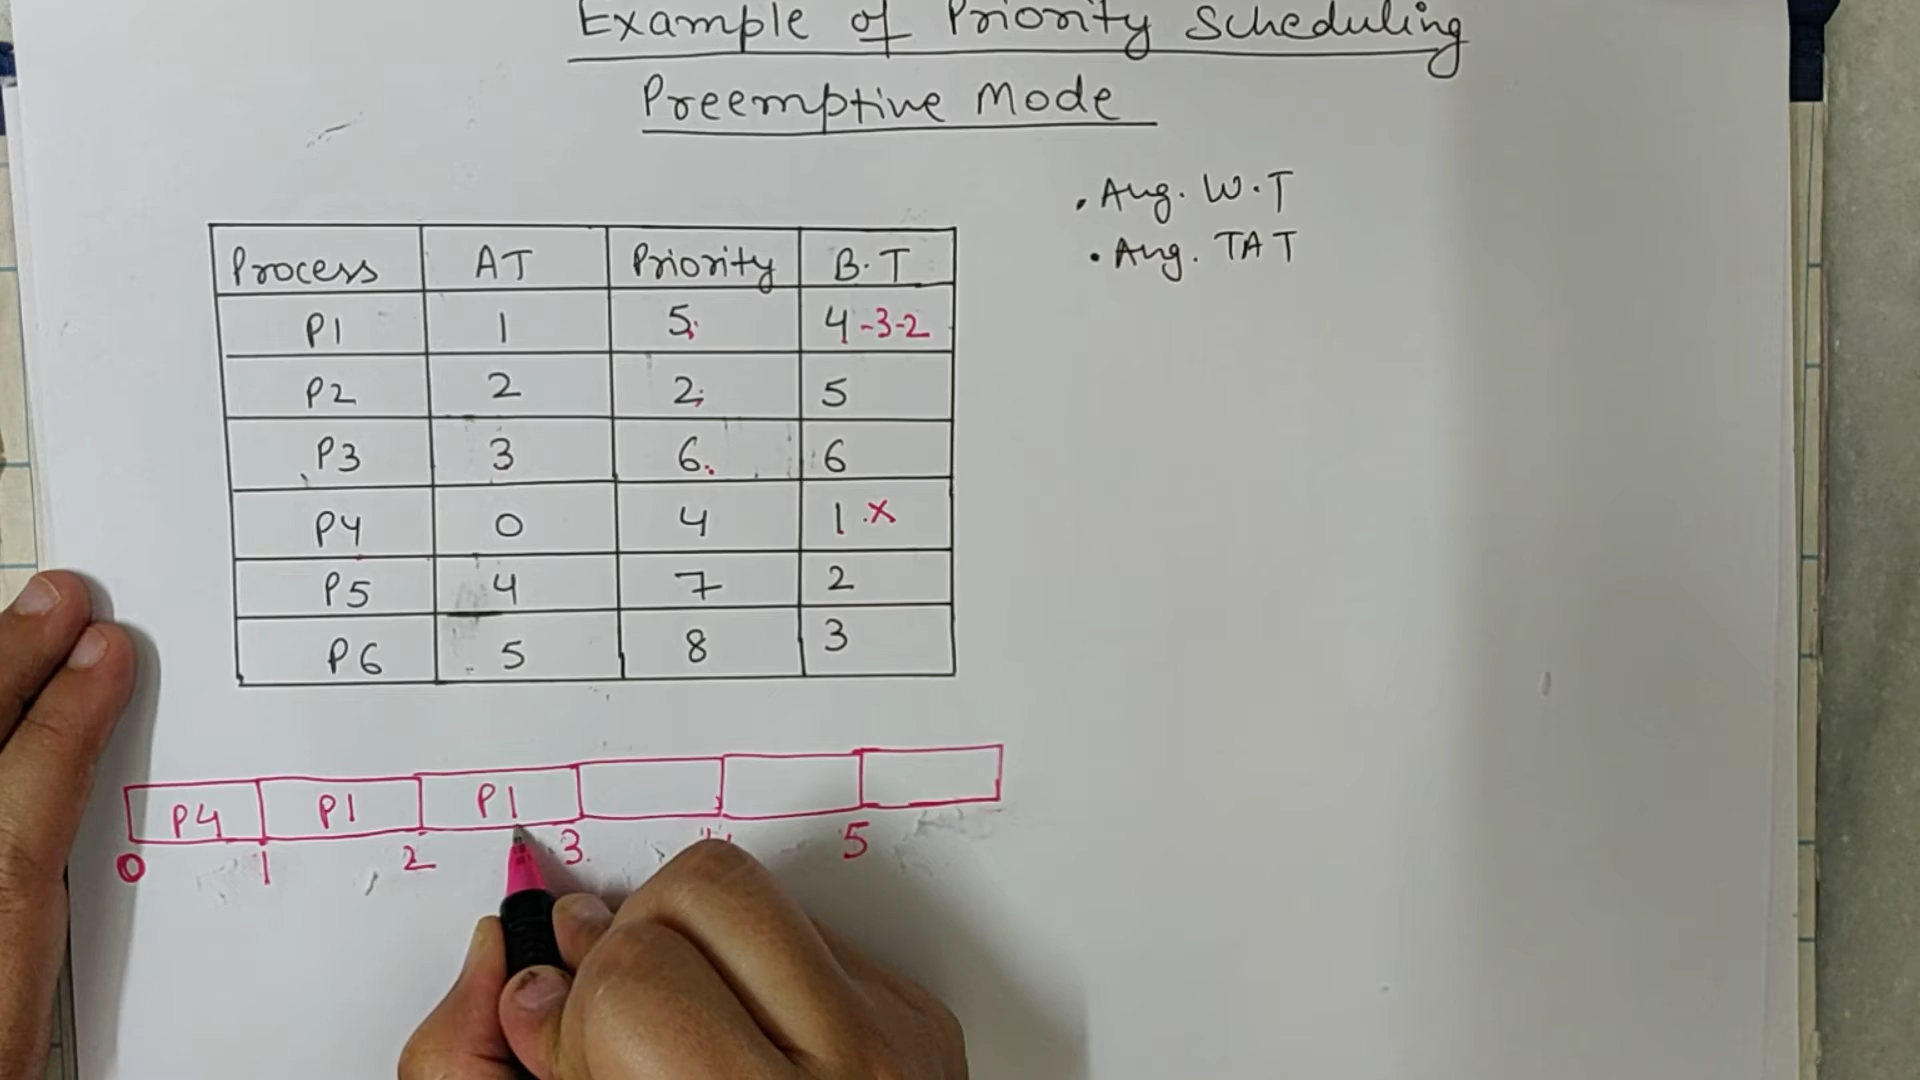 Example of Priority Scheduling
Preemptive Mode
. Avg. W.T
. Avg. TAT
Process AT Priority B.T
P1 1 5 4-3-2
P2 2 2 5
P3 3 6 6
P4 0 4 1 x
P5 4 7 2
P6 5 8 3
P4 P1 P1
0 1 2 3 5